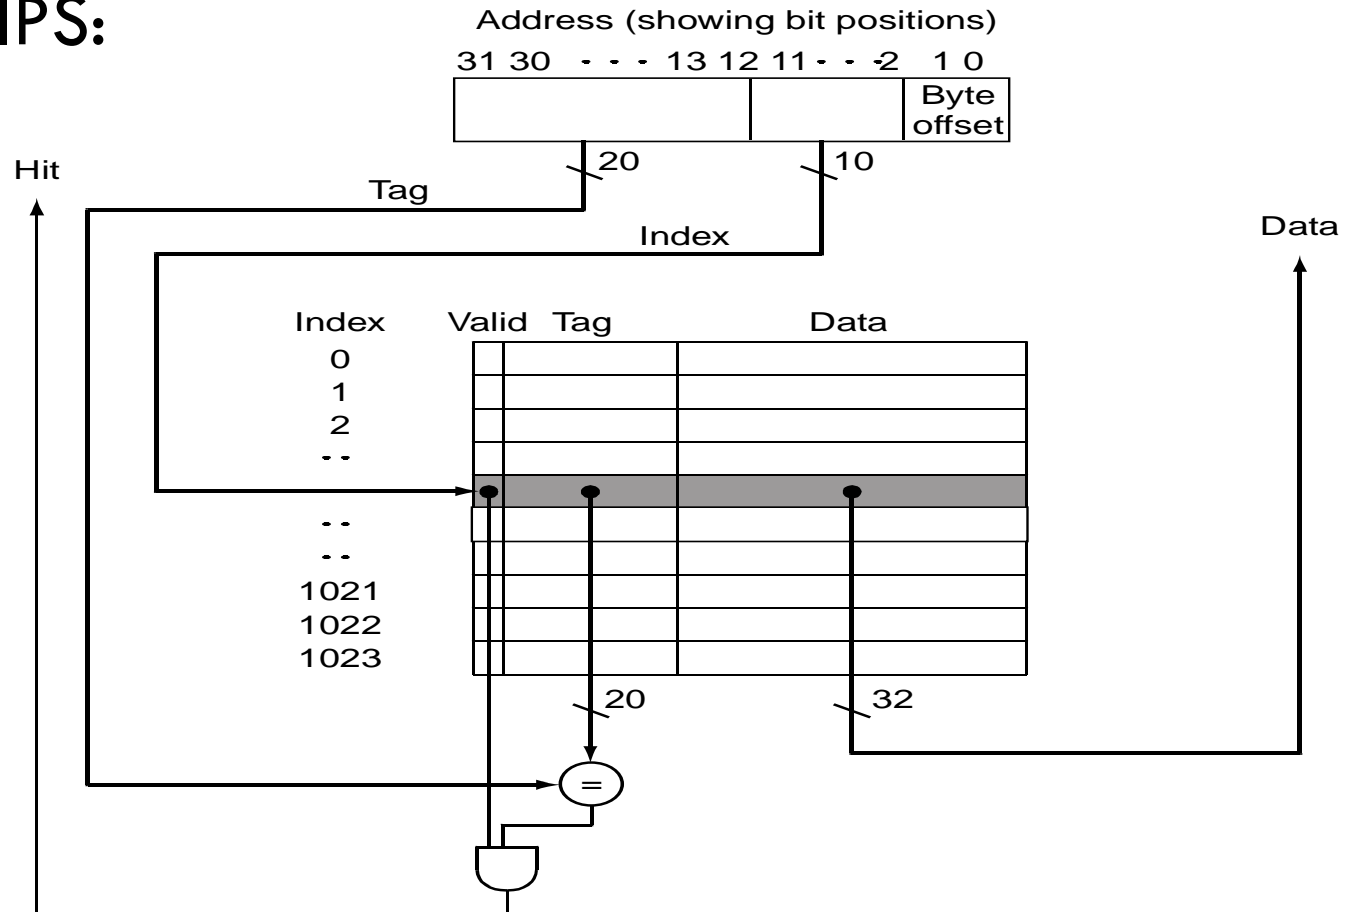 IPS:
Address (showing bit positions)
31 30 · · · 13 12 11 · · · 2 1 0
Byte
offset
Hit
20
10
Tag
Index
Data
Index Valid Tag Data
0
1
2
· ·
· ·
· ·
1021
1022
1023
20
32
=